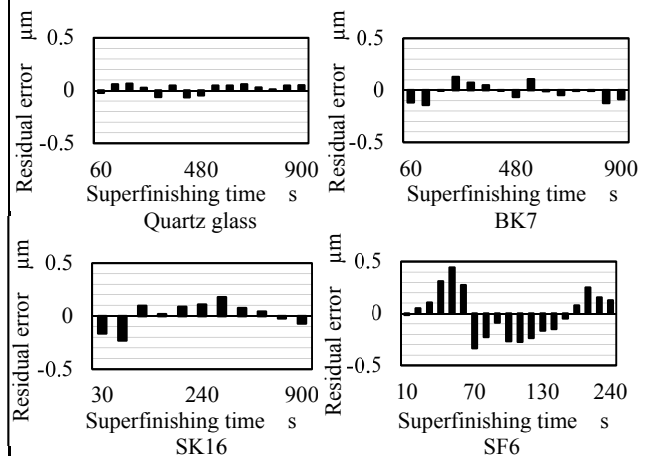 Residual error μm
0.5
0
-0.5
60 480 900
Superfinishing time s
Quartz glass
Residual error μm
0.5
0
-0.5
60 480 900
Superfinishing time s
BK7
Residual error μm
0.5
0
-0.5
30 240 900
Superfinishing time s
SK16
Residual error μm
0.5
0
-0.5
10 70 130 240
Superfinishing time s
SF6